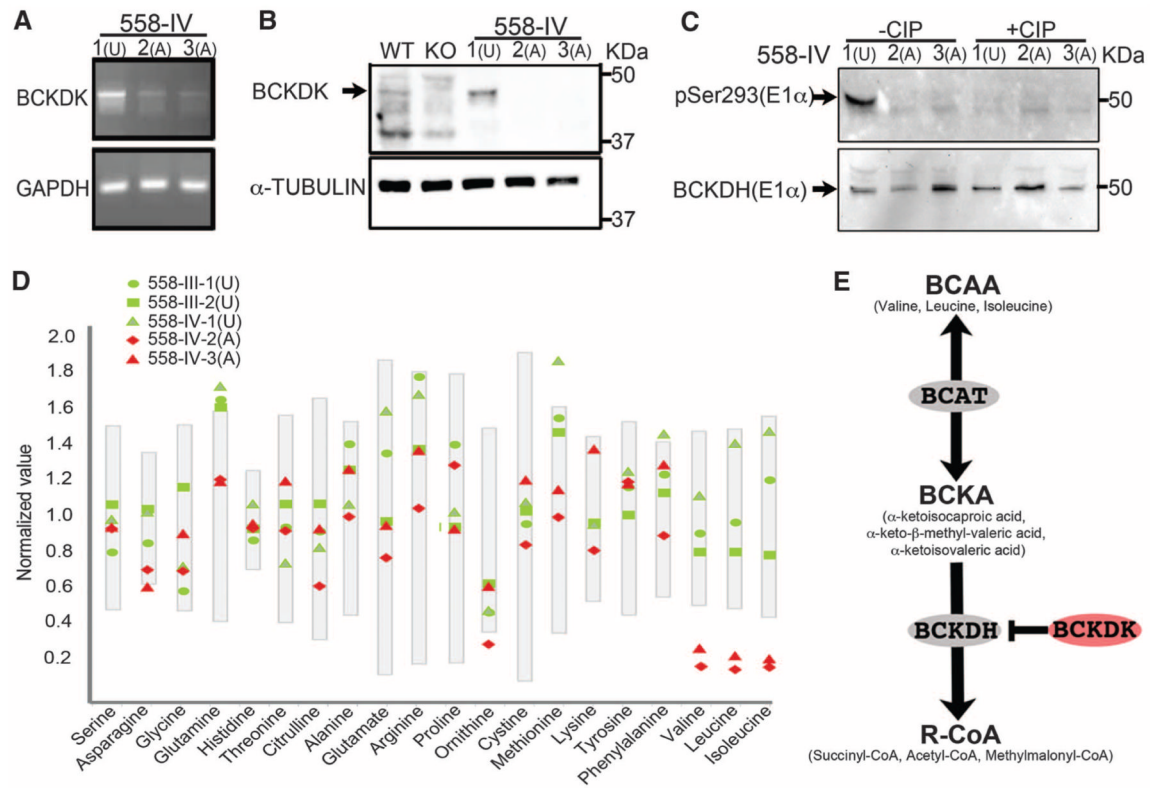 A
558-IV
1(U) 2(A) 3(A)
BCKDK
GAPDH
B
558-IV
WT KO 1(U) 2(A) 3(A) KDa
BCKDK
50
37
α-TUBULIN
37
C
-CIP +CIP
558-IV 1(U) 2(A) 3(A) 1(U) 2(A) 3(A) KDa
pSer293(E1α)
50
BCKDH(E1α)
50
D
558-III-1(U)
558-III-2(U)
558-IV-1(U)
558-IV-2(A)
558-IV-3(A)
Normalized value
2.0
1.8
1.6
1.4
1.2
1.0
0.8
0.6
0.4
0.2
Serine
Asparagine
Glycine
Glutamine
Histidine
Threonine
Citrulline
Alanine
Glutamate
Arginine
Proline
Ornithine
Cystine
Methionine
Lysine
Tyrosine
Phenylalanine
Valine
Leucine
Isoleucine
E
BCAA
(Valine, Leucine, Isoleucine)
BCAT
BCKA
(α-ketoisocaproic acid,
α-keto-β-methyl-valeric acid,
α-ketoisovaleric acid)
BCKDH BCKDK
R-CoA
(Succinyl-CoA, Acetyl-CoA, Methylmalonyl-CoA)